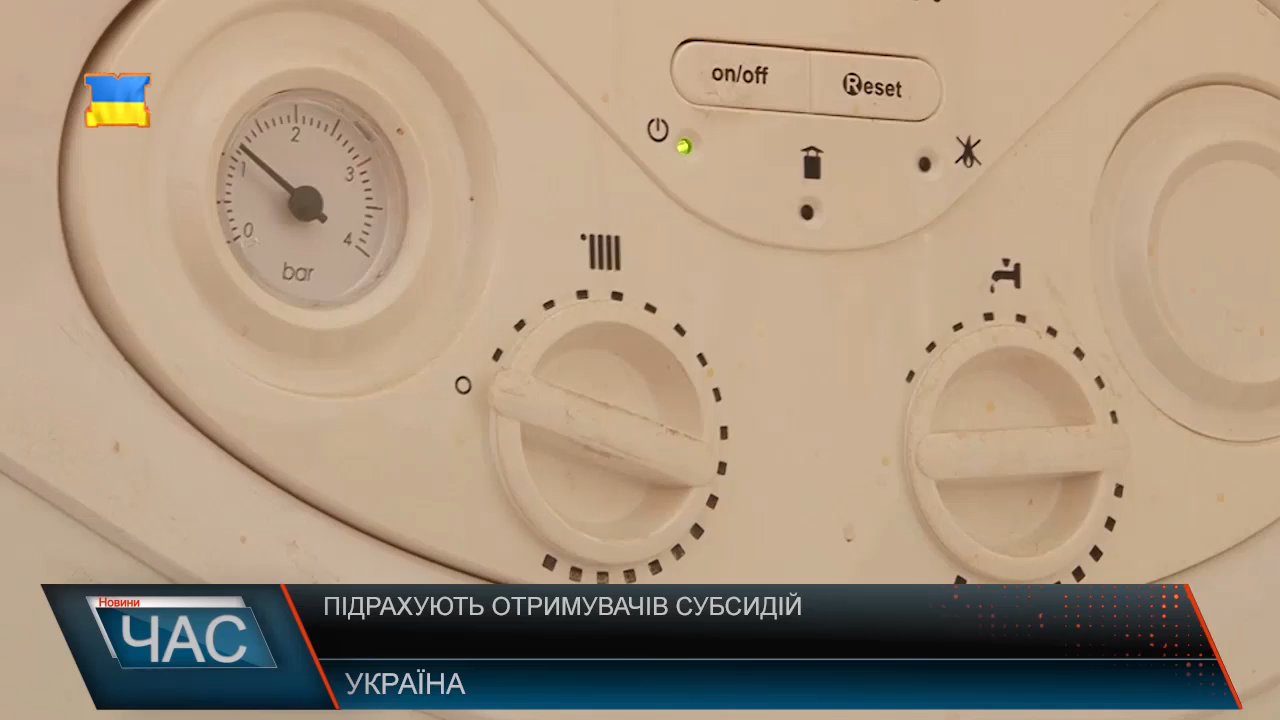 on/off
Reset
0
1
2
3
4
bar
Новини
ЧАС
ПІДРАХУЮТЬ ОТРИМУВАЧІВ СУБСИДІЙ
УКРАЇНА